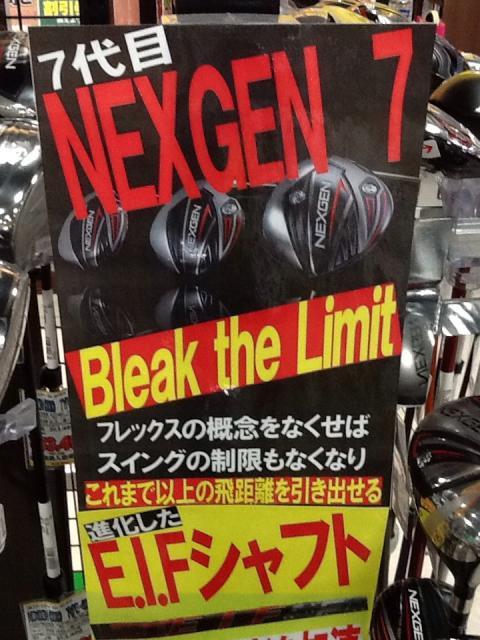 7代目
NEXGEN 7
NEXGEN
NEXGEN
NEXGEN
Bleak the Limit
フレックスの概念をなくせば
スイングの制限もなくなり
これまで以上の飛距離を引き出せる
進化した
E.I.Fシャフト